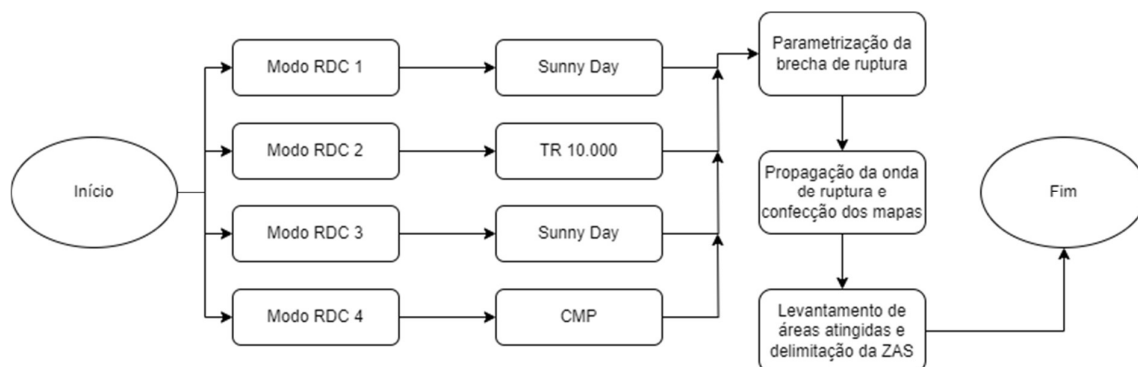 Início
Modo RDC 1
Sunny Day
Modo RDC 2
TR 10.000
Modo RDC 3
Sunny Day
Modo RDC 4
CMP
Parametrização da
brecha de ruptura
Propagação da onda
de ruptura e
confecção dos mapas
Levantamento de
áreas atingidas e
delimitação da ZAS
Fim